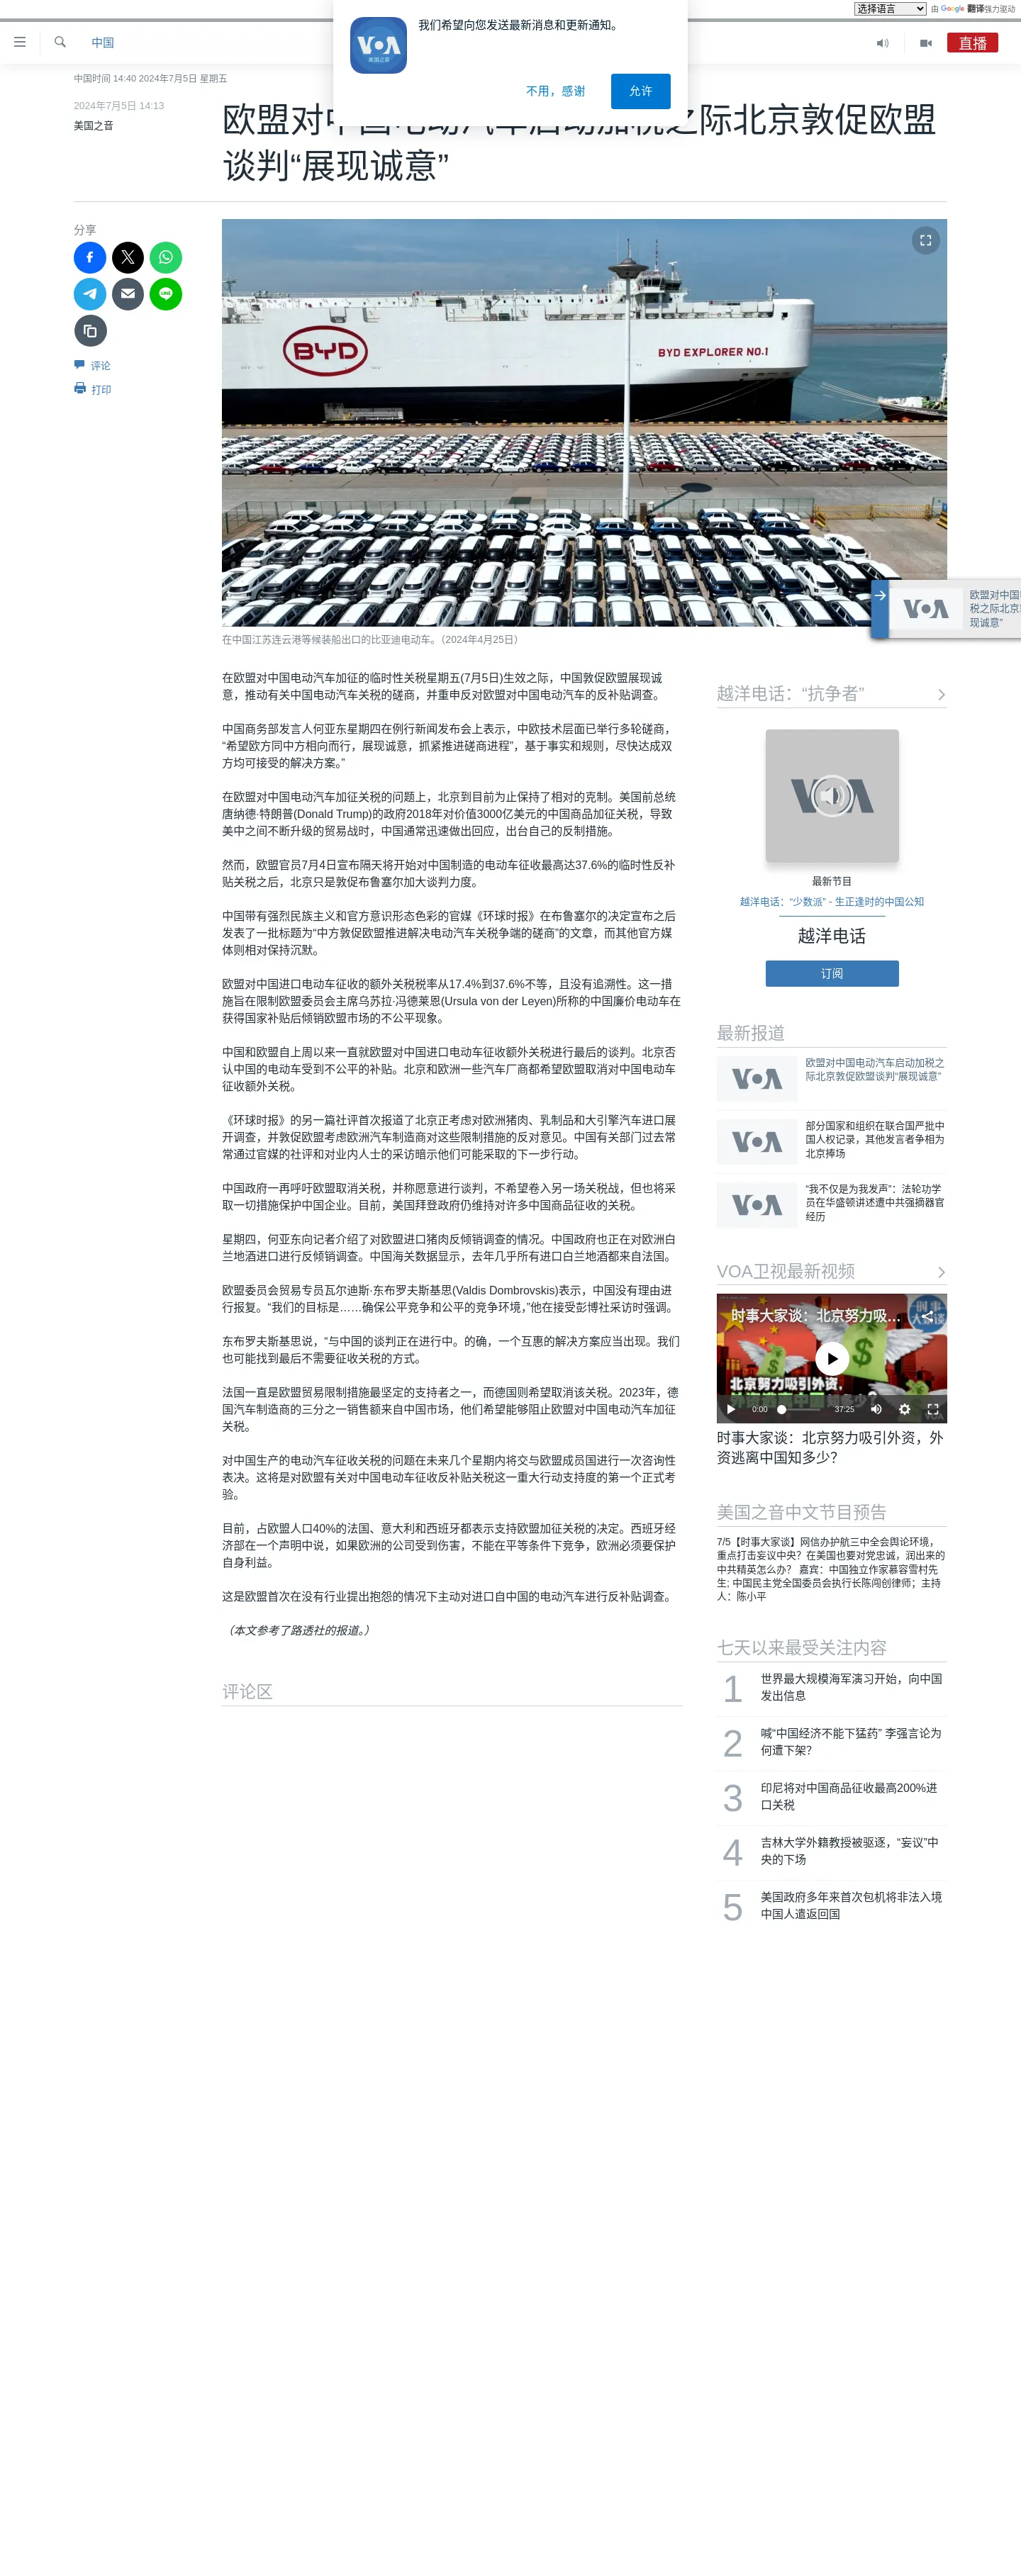 选择语言 由 Google 翻译强力驱动
我们希望向您发送最新消息和更新通知。
VOA
美国之音
不用，感谢
允许
中国
直播
中国时间 14:40 2024年7月5日 星期五
2024年7月5日 14:13
美国之音
欧盟对中国电动汽车启动加税之际北京敦促欧盟
谈判“展现诚意”
分享
LINE
评论
打印
BYD
BYD EXPLORER NO.1
在中国江苏连云港等候装船出口的比亚迪电动车。（2024年4月25日）
VOA
欧盟对中国
税之际北京
现诚意”
在欧盟对中国电动汽车加征的临时性关税星期五(7月5日)生效之际，中国敦促欧盟展现诚
意，推动有关中国电动汽车关税的磋商，并重申反对欧盟对中国电动汽车的反补贴调查。
中国商务部发言人何亚东星期四在例行新闻发布会上表示，中欧技术层面已举行多轮磋商，
“希望欧方同中方相向而行，展现诚意，抓紧推进磋商进程”，基于事实和规则，尽快达成双
方均可接受的解决方案。”
在欧盟对中国电动汽车加征关税的问题上，北京到目前为止保持了相对的克制。美国前总统
唐纳德·特朗普(Donald Trump)的政府2018年对价值3000亿美元的中国商品加征关税，导致
美中之间不断升级的贸易战时，中国通常迅速做出回应，出台自己的反制措施。
然而，欧盟官员7月4日宣布隔天将开始对中国制造的电动车征收最高达37.6%的临时性反补
贴关税之后，北京只是敦促布鲁塞尔加大谈判力度。
中国带有强烈民族主义和官方意识形态色彩的官媒《环球时报》在布鲁塞尔的决定宣布之后
发表了一批标题为“中方敦促欧盟推进解决电动汽车关税争端的磋商”的文章，而其他官方媒
体则相对保持沉默。
欧盟对中国进口电动车征收的额外关税税率从17.4%到37.6%不等，且没有追溯性。这一措
施旨在限制欧盟委员会主席乌苏拉·冯德莱恩(Ursula von der Leyen)所称的中国廉价电动车在
获得国家补贴后倾销欧盟市场的不公平现象。
中国和欧盟自上周以来一直就欧盟对中国进口电动车征收额外关税进行最后的谈判。北京否
认中国的电动车受到不公平的补贴。北京和欧洲一些汽车厂商都希望欧盟取消对中国电动车
征收额外关税。
《环球时报》的另一篇社评首次报道了北京正考虑对欧洲猪肉、乳制品和大引擎汽车进口展
开调查，并敦促欧盟考虑欧洲汽车制造商对这些限制措施的反对意见。中国有关部门过去常
常通过官媒的社评和对业内人士的采访暗示他们可能采取的下一步行动。
中国政府一再呼吁欧盟取消关税，并称愿意进行谈判，不希望卷入另一场关税战，但也将采
取一切措施保护中国企业。目前，美国拜登政府仍维持对许多中国商品征收的关税。
星期四，何亚东向记者介绍了对欧盟进口猪肉反倾销调查的情况。中国政府也正在对欧洲白
兰地酒进口进行反倾销调查。中国海关数据显示，去年几乎所有进口白兰地酒都来自法国。
欧盟委员会贸易专员瓦尔迪斯·东布罗夫斯基思(Valdis Dombrovskis)表示，中国没有理由进
行报复。“我们的目标是……确保公平竞争和公平的竞争环境，”他在接受彭博社采访时强调。
东布罗夫斯基思说，“与中国的谈判正在进行中。的确，一个互惠的解决方案应当出现。我们
也可能找到最后不需要征收关税的方式。
法国一直是欧盟贸易限制措施最坚定的支持者之一，而德国则希望取消该关税。2023年，德
国汽车制造商的三分之一销售额来自中国市场，他们希望能够阻止欧盟对中国电动汽车加征
关税。
对中国生产的电动汽车征收关税的问题在未来几个星期内将交与欧盟成员国进行一次咨询性
表决。这将是对欧盟有关对中国电动车征收反补贴关税这一重大行动支持度的第一个正式考
验。
目前，占欧盟人口40%的法国、意大利和西班牙都表示支持欧盟加征关税的决定。西班牙经
济部在一个声明中说，如果欧洲的公司受到伤害，不能在平等条件下竞争，欧洲必须要保护
自身利益。
这是欧盟首次在没有行业提出抱怨的情况下主动对进口自中国的电动汽车进行反补贴调查。
（本文参考了路透社的报道。）
评论区
越洋电话：“抗争者”
VOA
最新节目
越洋电话：“少数派” - 生正逢时的中国公知
越洋电话
订阅
最新报道
VOA
欧盟对中国电动汽车启动加税之
际北京敦促欧盟谈判“展现诚意”
VOA
部分国家和组织在联合国严批中
国人权记录，其他发言者争相为
北京捧场
VOA
“我不仅是为我发声”：法轮功学
员在华盛顿讲述遭中共强摘器官
经历
VOA卫视最新视频
时事大家谈：北京努力吸...
北京努力吸引外资，
0:00
37:25
时事大家谈：北京努力吸引外资，外
资逃离中国知多少？
美国之音中文节目预告
7/5【时事大家谈】网信办护航三中全会舆论环境，
重点打击妄议中央？在美国也要对党忠诚，润出来的
中共精英怎么办？ 嘉宾：中国独立作家慕容雪村先
生; 中国民主党全国委员会执行长陈闯创律师；主持
人：陈小平
七天以来最受关注内容
1
世界最大规模海军演习开始，向中国
发出信息
2
喊“中国经济不能下猛药” 李强言论为
何遭下架？
3
印尼将对中国商品征收最高200%进
口关税
4
吉林大学外籍教授被驱逐，“妄议”中
央的下场
5
美国政府多年来首次包机将非法入境
中国人遣返回国